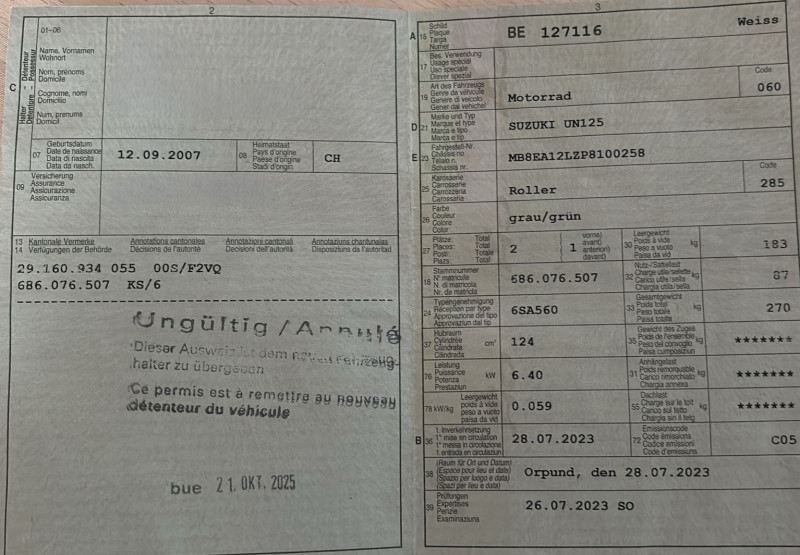 2
01–06
Name, Vornamen
Wohnort
Nom, prénoms
Domicile
C
Cognome, nomi
Domicilio
Num, prenums
Domicil
Halter Détenteur
Detentore Possessur
07
Geburtsdatum
Date de naissance
Data di nascita
Data da nasch.
12.09.2007
08
Heimatstaat
Pays d'origine
Paese d'origine
Stadi d'origin
CH
09
Versicherung
Assurance
Assicurazione
Assicuranza
13 Kantonale Vermerke Annotations cantonales Annotazioni cantonali Annotaziuns chantunalas
14 Verfügungen der Behörde Décisions de l'autorité Decisioni dell'autorità Disposiziuns da l'autoritad
29.160.934 055 00S/F2VQ
686.076.507 KS/6
Ungültig / Annulé
Dieser Ausweis ist dem neuen Fahrzeug-
halter zu übergeben
Ce permis est à remettre au nouveau
détenteur du véhicule
bue 21. OKT. 2025
3
A 15
Schild
Plaque
Targa
Numer
BE 127116 Weiss
17
Bes. Verwendung
Usage spécial
Uso speciale
Diever spezial
19
Art des Fahrzeugs
Genre de véhicule
Genere di veicolo
Gener dal vehichel
Motorrad
Code
060
D 21
Marke und Typ
Marque et type
Marca e tipo
Marca e tip
SUZUKI UN125
E 23
Fahrgestell-Nr.
Châssis no
Telaio n.
Schassis nr.
MB8EA12LZP8100258
25
Karosserie
Carrosserie
Carrozzeria
Carossaria
Roller
Code
285
26
Farbe
Couleur
Colore
Colur
grau/grün
27
Plätze: Total
Places: Total
Posti: Totale
Plazs: Total
2
1
vorne)
avant)
anteriori)
davant)
30
Leergewicht
Poids à vide
Peso a vuoto
Paisa da vid
kg
183
18
Stammnummer
N° matricule
N. di matricola
Nr. da matricla
686.076.507
32
Nutz-/Sattellast
Charge utile/sellette
Carico utile/sella
Chargia utila/sella
kg
87
24
Typengenehmigung
Réception par type
Approvazione del tipo
Approvaziun dal tip
6SA560
33
Gesamtgewicht
Poids total
Peso totale
Paisa totala
kg
270
37
Hubraum
Cylindrée
Cilindrata
Cilindrada
cm³
124
35
Gewicht des Zuges
Poids de l'ensemble
Peso del convoglio
Paisa cumposiziun
kg
*******
76
Leistung
Puissance
Potenza
Prestaziun
kW
6.40
31
Anhängelast
Poids remorquable
Carico rimorchiato
Chargia annexa
kg
*******
78 kW/kg
Leergewicht
poids à vide
peso a vuoto
paisa da vid
0.059
55
Dachlast
Charge sur le toit
Carico sul tetto
Chargia sin il tetg
kg
*******
B 36
1. Inverkehrsetzung
1re mise en circulation
1a messa in circolazione
1. entrada en circulaziun
28.07.2023
72
Emissionscode
Code émissions
Codice emissioni
Code d'emissiuns
C05
38
(Raum für Ort und Datum)
(Espace pour lieu et date)
(Spazio per luogo e data)
(Spazi per lieu e data)
Orpund, den 28.07.2023
39
Prüfungen
Expertises
Perizie
Examinaziuns
26.07.2023 SO